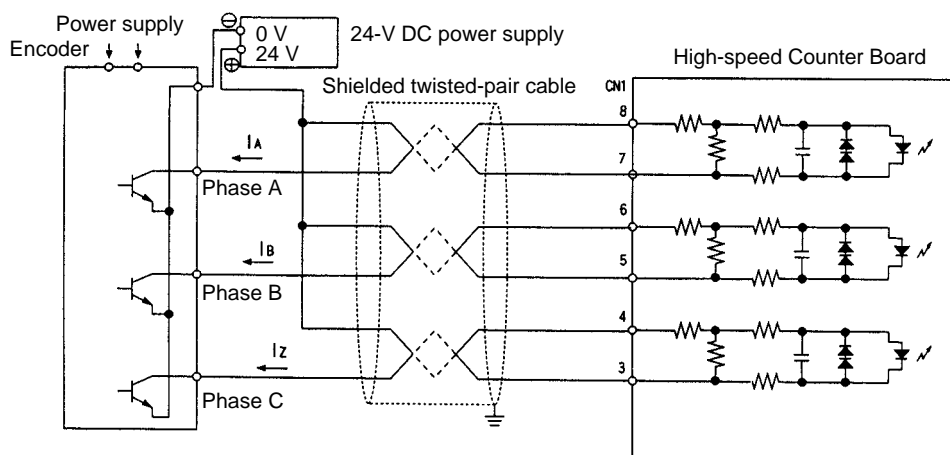 Power supply
Encoder
0 V
24 V
24-V DC power supply
Shielded twisted-pair cable
High-speed Counter Board
CN1
8
IA
7
Phase A
6
IB
5
Phase B
4
IZ
3
Phase C